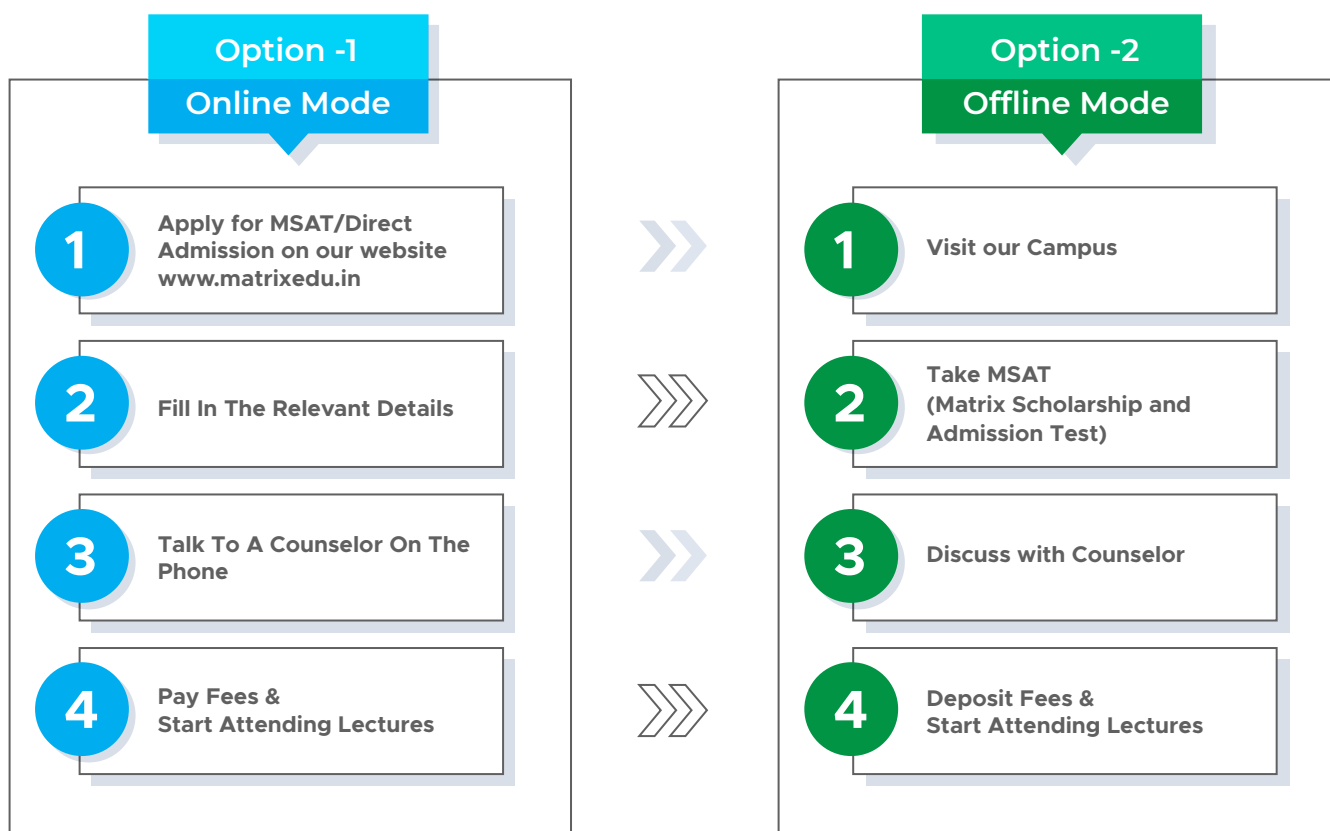 Option -1
Online Mode
1
Apply for MSAT/Direct
Admission on our website
www.matrixedu.in
2
Fill In The Relevant Details
3
Talk To A Counselor On The
Phone
4
Pay Fees &
Start Attending Lectures
Option -2
Offline Mode
1
Visit our Campus
2
Take MSAT
(Matrix Scholarship and
Admission Test)
3
Discuss with Counselor
4
Deposit Fees &
Start Attending Lectures